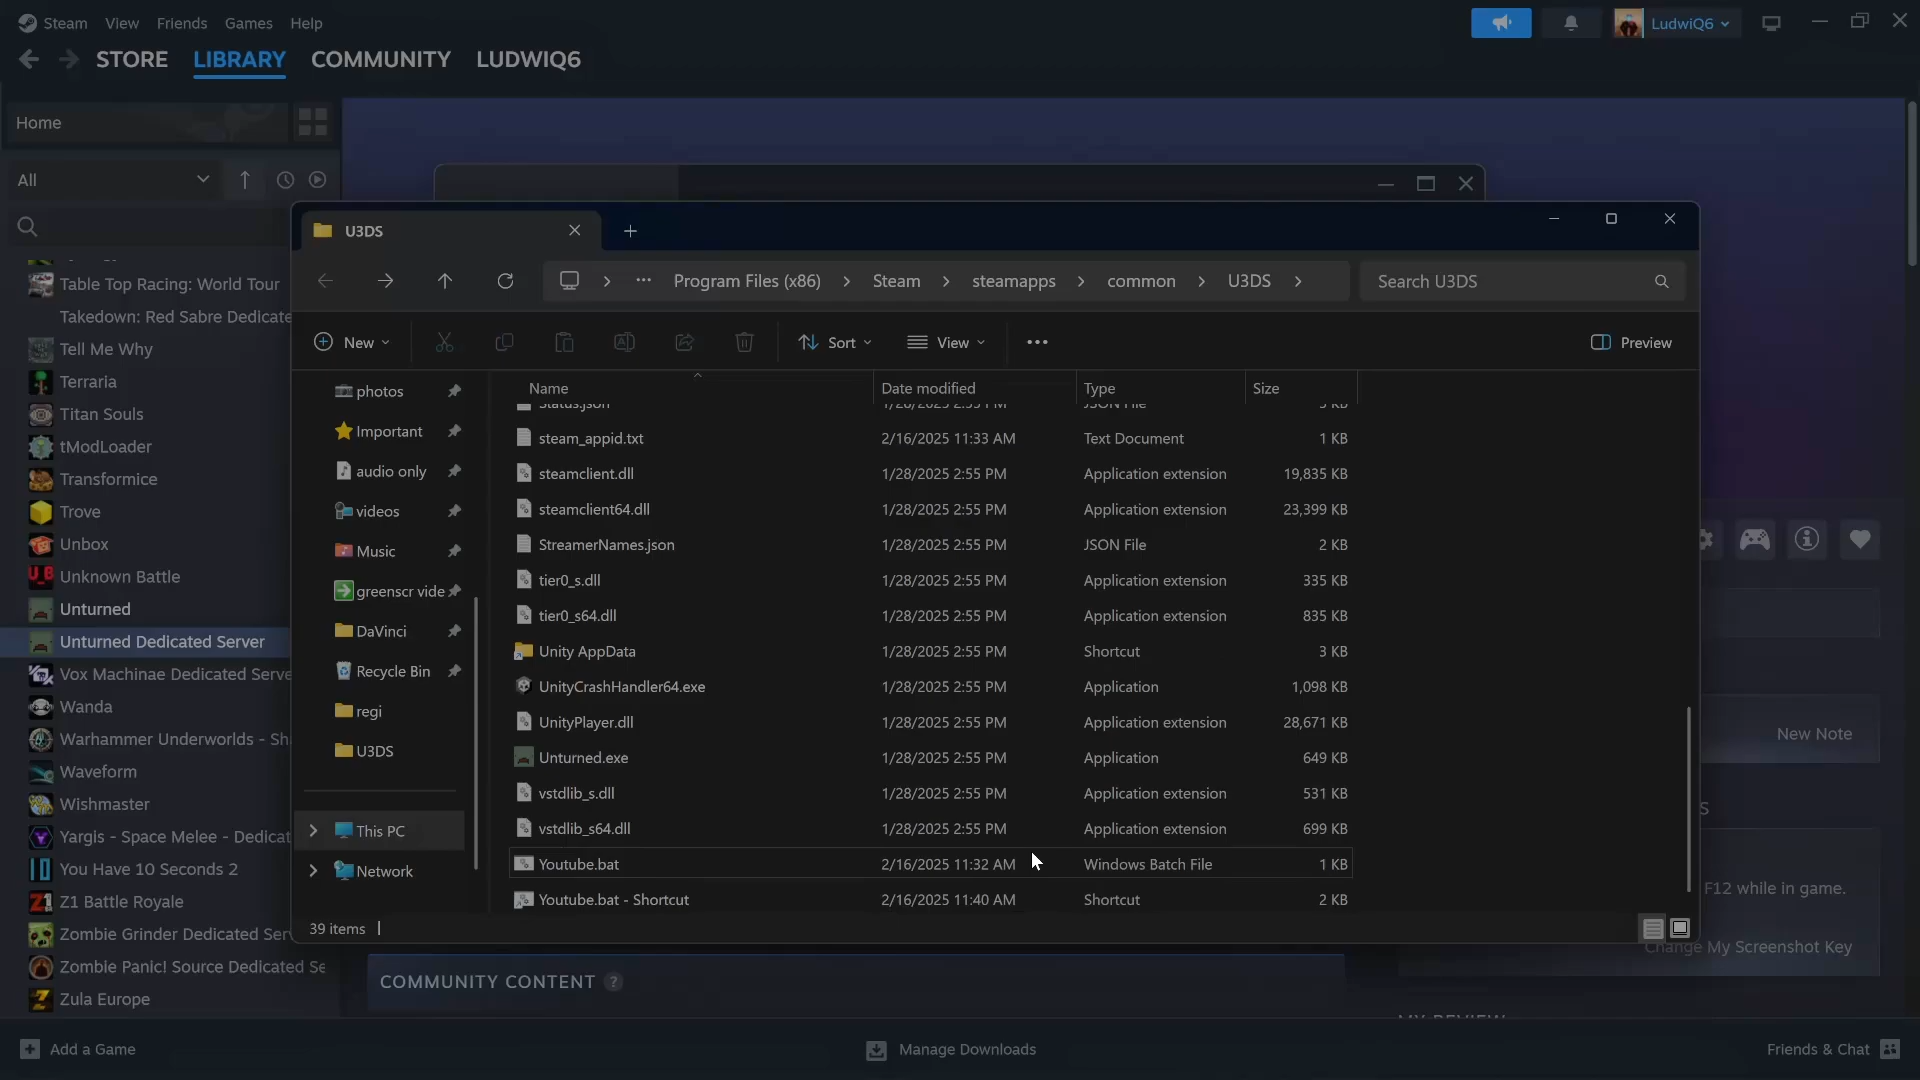 Steam View Friends Games Help
LudwiQ6
STORE LIBRARY COMMUNITY LUDWIQ6
Home
All
Table Top Racing: World Tour
Takedown: Red Sabre Dedicate
Tell Me Why
Terraria
Titan Souls
tModLoader
Transformice
Trove
Unbox
Unknown Battle
Unturned
Unturned Dedicated Server
Vox Machinae Dedicated Serve
Wanda
Warhammer Underworlds - Sh
Waveform
Wishmaster
Yargis - Space Melee - Dedicat
You Have 10 Seconds 2
Z1 Battle Royale
Zombie Grinder Dedicated Ser
Zombie Panic! Source Dedicated Se
Zula Europe
U3DS
… Program Files (x86) Steam steamapps common U3DS
Search U3DS
New Sort View Preview
photos
Important
audio only
videos
Music
greenscr vide
DaVinci
Recycle Bin
regi
U3DS
This PC
Network
Name Date modified Type Size
Status.json 1/28/2025 2:55 PM JSON File 3 KB
steam_appid.txt 2/16/2025 11:33 AM Text Document 1 KB
steamclient.dll 1/28/2025 2:55 PM Application extension 19,835 KB
steamclient64.dll 1/28/2025 2:55 PM Application extension 23,399 KB
StreamerNames.json 1/28/2025 2:55 PM JSON File 2 KB
tier0_s.dll 1/28/2025 2:55 PM Application extension 335 KB
tier0_s64.dll 1/28/2025 2:55 PM Application extension 835 KB
Unity AppData 1/28/2025 2:55 PM Shortcut 3 KB
UnityCrashHandler64.exe 1/28/2025 2:55 PM Application 1,098 KB
UnityPlayer.dll 1/28/2025 2:55 PM Application extension 28,671 KB
Unturned.exe 1/28/2025 2:55 PM Application 649 KB
vstdlib_s.dll 1/28/2025 2:55 PM Application extension 531 KB
vstdlib_s64.dll 1/28/2025 2:55 PM Application extension 699 KB
Youtube.bat 2/16/2025 11:32 AM Windows Batch File 1 KB
Youtube.bat - Shortcut 2/16/2025 11:40 AM Shortcut 2 KB
39 items
New Note
S
F12 while in game.
Change My Screenshot Key
COMMUNITY CONTENT ?
MY REVIEW
Add a Game
Manage Downloads
Friends & Chat